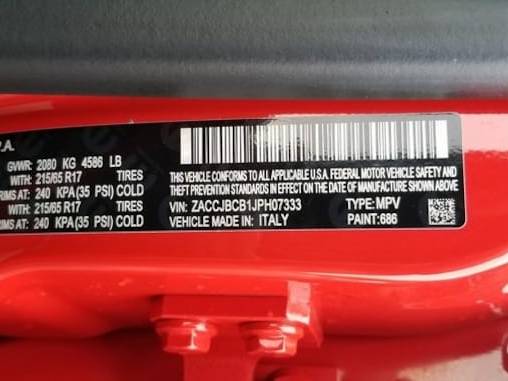 P.A.
GVWR: 2080 KG 4586 LB
WITH: 215/65 R17
RIMS AT: 240 KPA(35 PSI) COLD
WITH: 215/65 R17
RIMS AT: 240 KPA(35 PSI) COLD
THIS VEHICLE CONFORMS TO ALL APPLICABLE U.S.A. FEDERAL MOTOR VEHICLE SAFETY AND
THEFT PREVENTION STANDARDS IN EFFECT ON THE DATE OF MANUFACTURE SHOWN ABOVE.
VIN: ZACCJBCB1JPH07333 TYPE: MPV
VEHICLE MADE IN: ITALY PAINT: 686